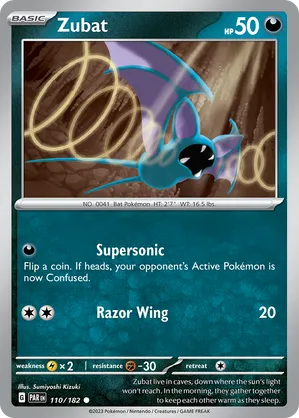 BASIC
Zubat
HP 50
NO. 0041 Bat Pokémon HT: 2'7" WT: 16.5 lbs.
Supersonic
Flip a coin. If heads, your opponent's Active Pokémon is
now Confused.
Razor Wing 20
weakness ×2 resistance -30 retreat
Illus. Sumiyoshi Kizuki
G PAR EN 110/182
Zubat live in caves, down where the sun's light won't
reach. In the morning, they gather together
to keep each other warm as they sleep.
©2023 Pokémon / Nintendo / Creatures / GAME FREAK